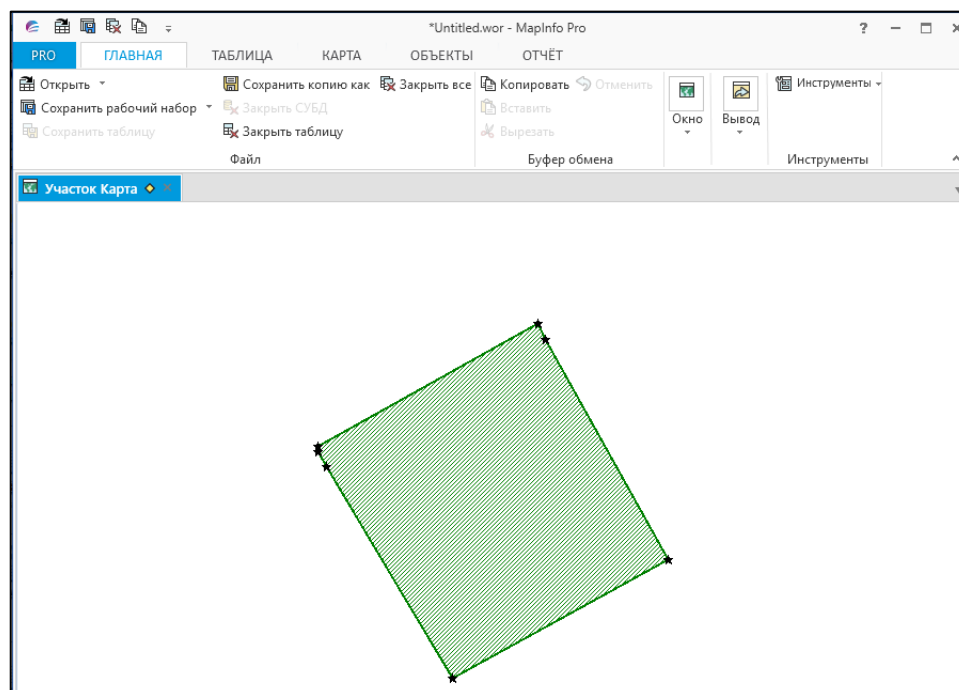 *Untitled.wor - MapInfo Pro
PRO ГЛАВНАЯ ТАБЛИЦА КАРТА ОБЪЕКТЫ ОТЧЁТ
Открыть Сохранить копию как Закрыть все Копировать Отменить Инструменты
Сохранить рабочий набор Закрыть СУБД Вставить Окно Вывод
Сохранить таблицу Закрыть таблицу Вырезать
Файл Буфер обмена Инструменты
Участок Карта